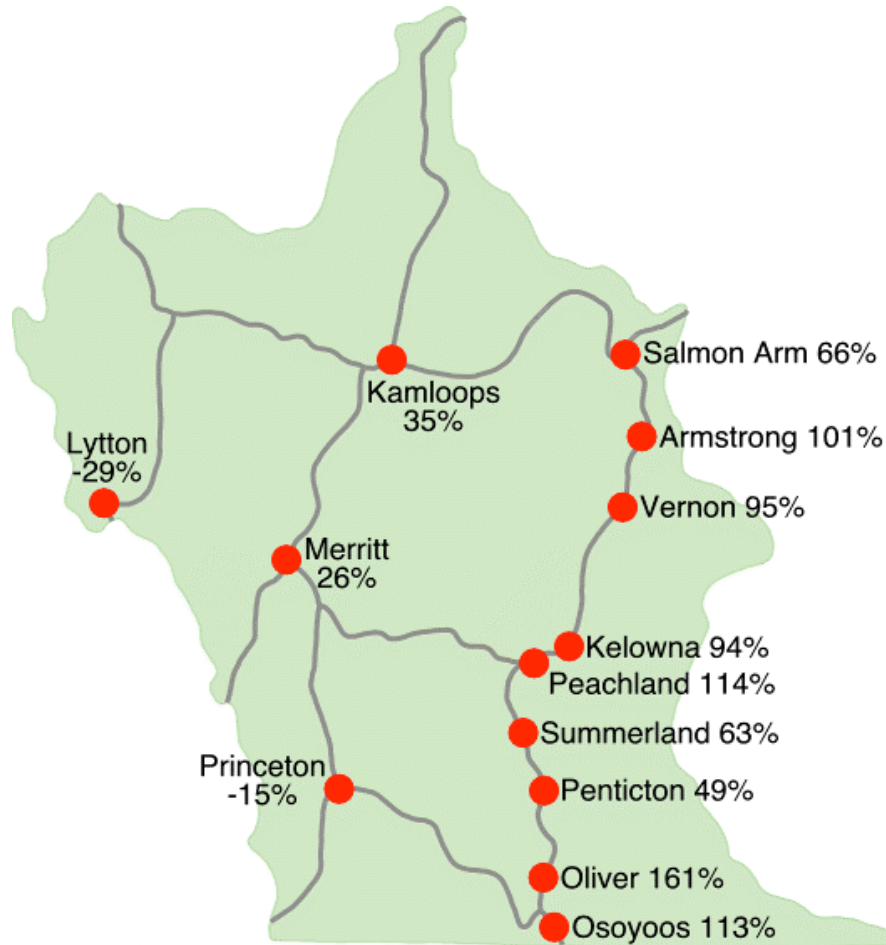 Salmon Arm 66%
Kamloops
35%
Armstrong 101%
Lytton
-29%
Vernon 95%
Merritt
26%
Kelowna 94%
Peachland 114%
Summerland 63%
Princeton
-15%
Penticton 49%
Oliver 161%
Osoyoos 113%